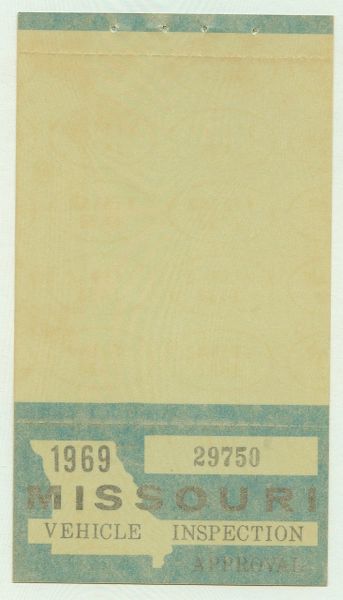 1969 29750
MISSOURI
VEHICLE INSPECTION
APPROVAL